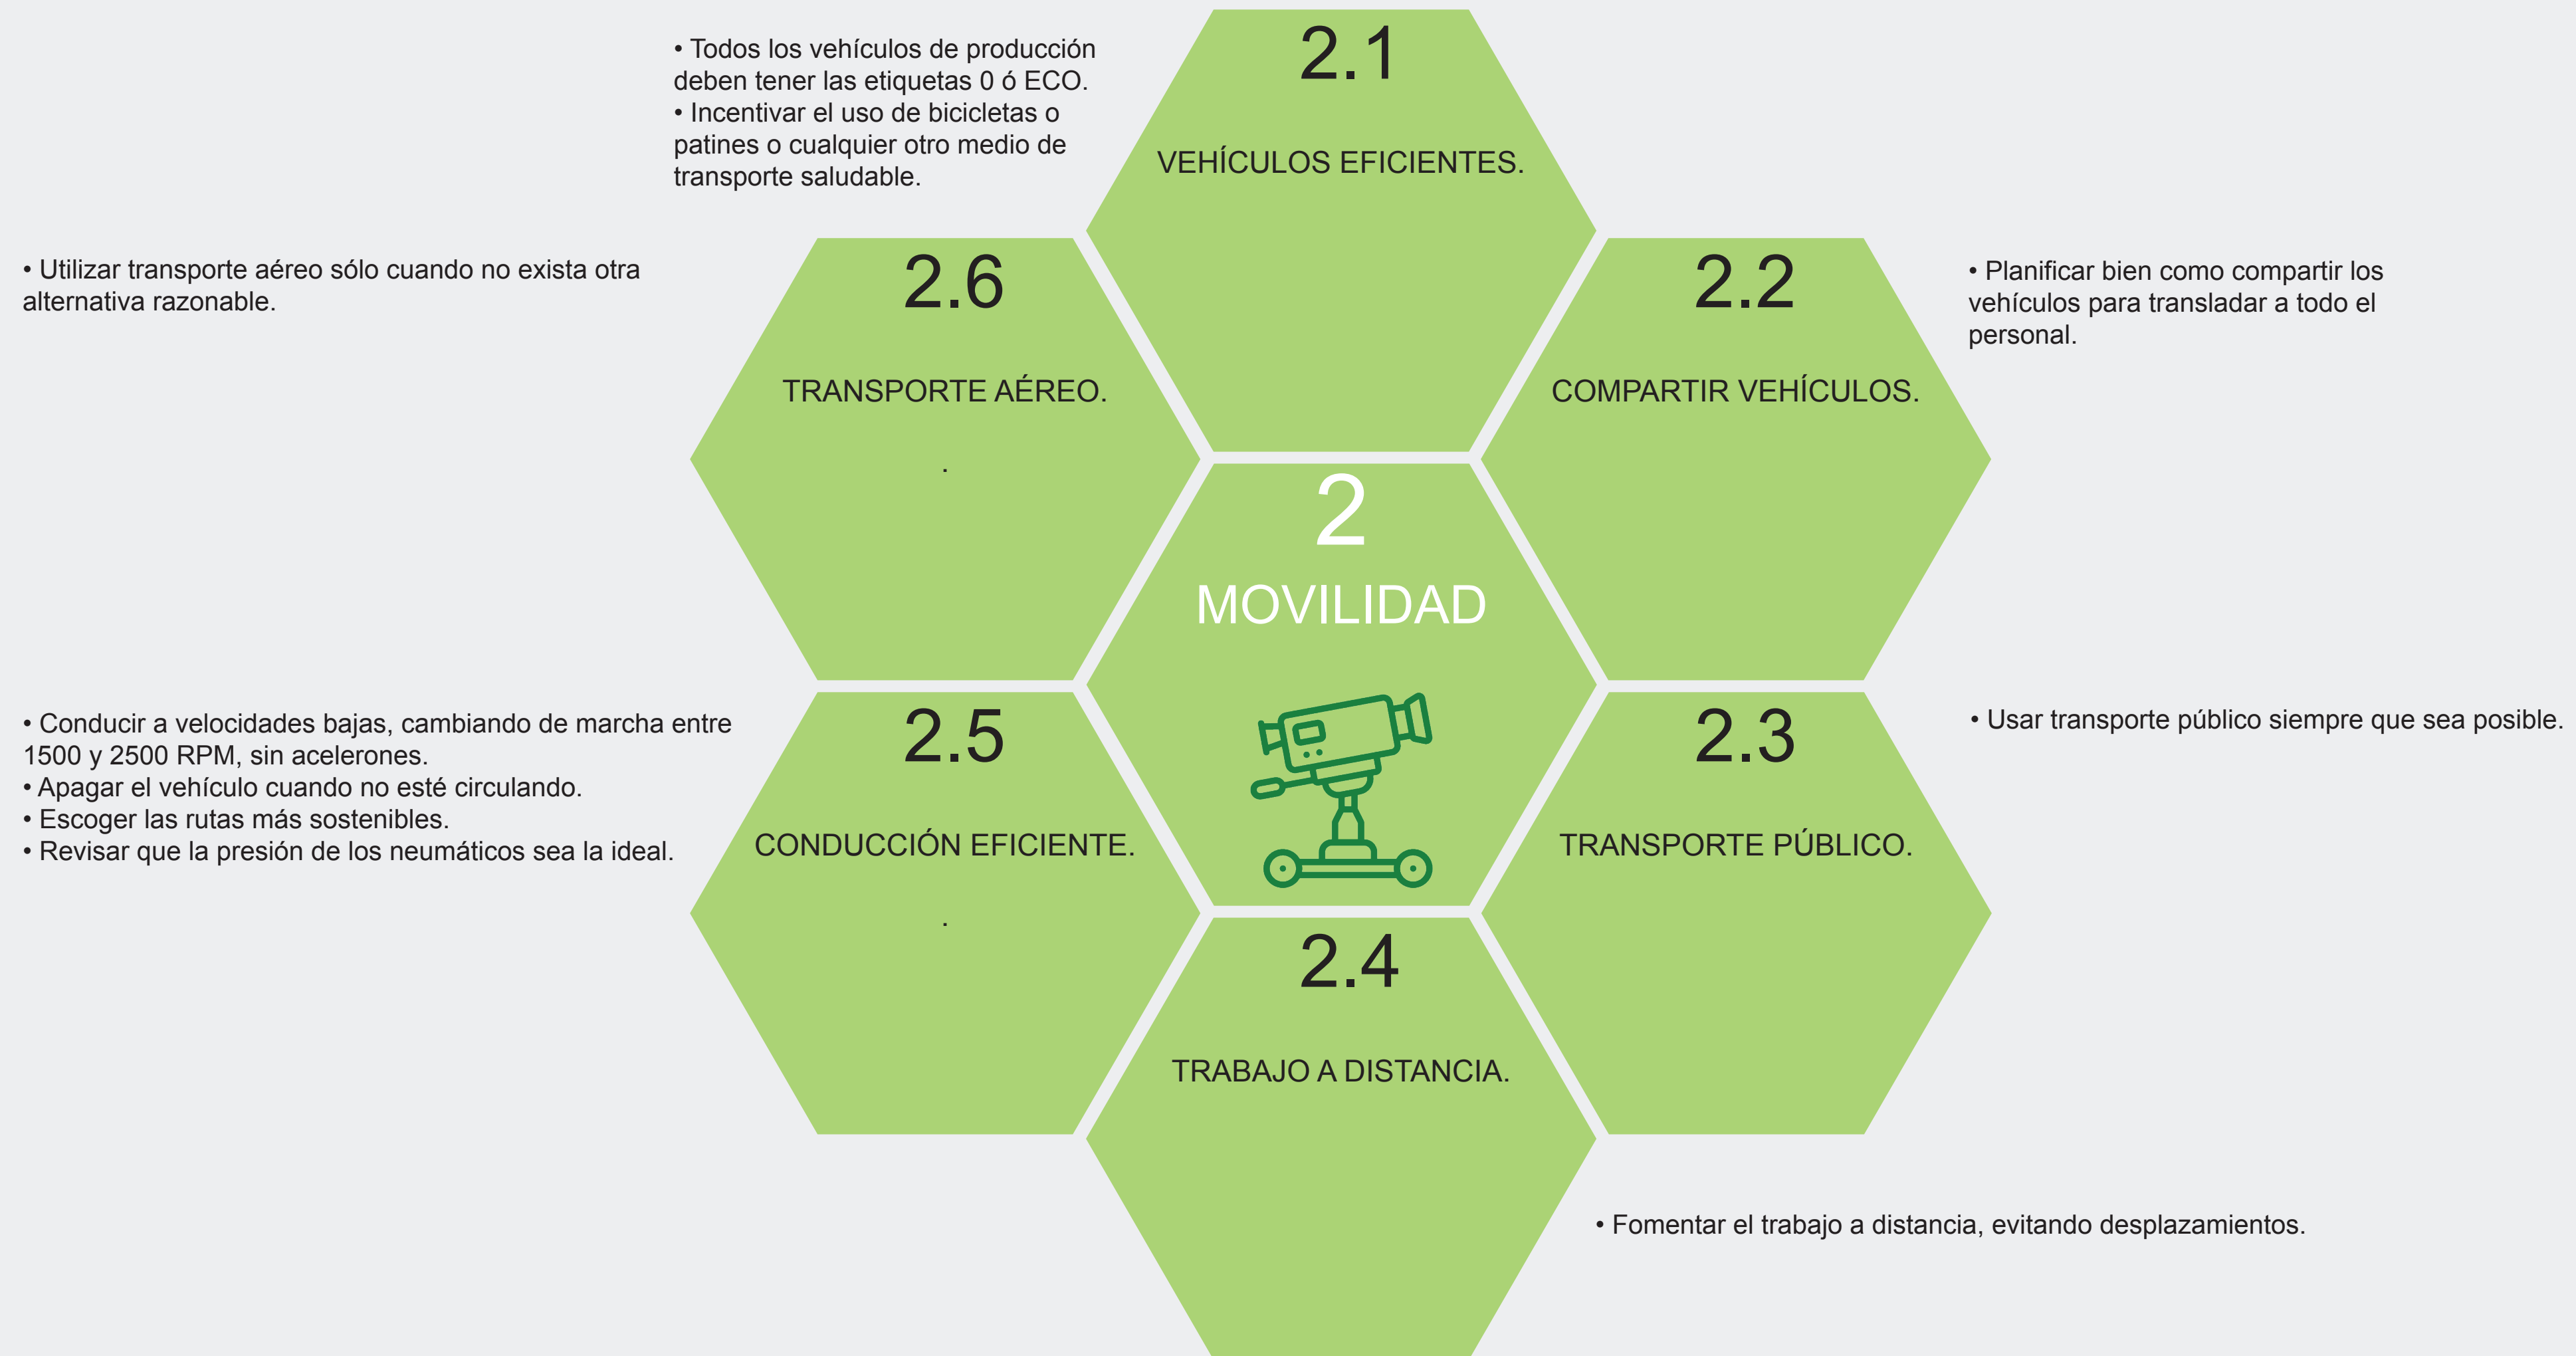 2
MOVILIDAD
2.1
VEHÍCULOS EFICIENTES.
• Todos los vehículos de producción
deben tener las etiquetas 0 ó ECO.
• Incentivar el uso de bicicletas o
patines o cualquier otro medio de
transporte saludable.
2.2
COMPARTIR VEHÍCULOS.
• Planificar bien como compartir los
vehículos para transladar a todo el
personal.
2.3
TRANSPORTE PÚBLICO.
• Usar transporte público siempre que sea posible.
2.4
TRABAJO A DISTANCIA.
• Fomentar el trabajo a distancia, evitando desplazamientos.
2.5
CONDUCCIÓN EFICIENTE.
.
• Conducir a velocidades bajas, cambiando de marcha entre
1500 y 2500 RPM, sin acelerones.
• Apagar el vehículo cuando no esté circulando.
• Escoger las rutas más sostenibles.
• Revisar que la presión de los neumáticos sea la ideal.
2.6
TRANSPORTE AÉREO.
.
• Utilizar transporte aéreo sólo cuando no exista otra
alternativa razonable.